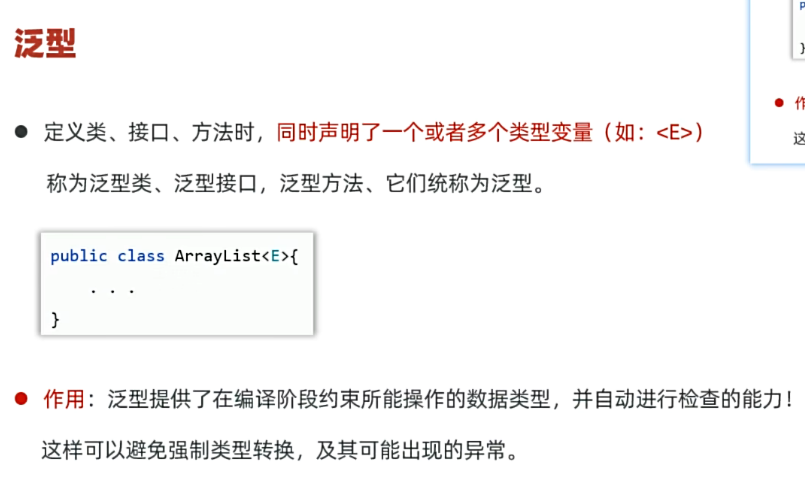 泛型
定义类、接口、方法时，同时声明了一个或者多个类型变量（如：<E>）
称为泛型类、泛型接口，泛型方法、它们统称为泛型。
public class ArrayList<E>{
. . .
}
作用：泛型提供了在编译阶段约束所能操作的数据类型，并自动进行检查的能力！
这样可以避免强制类型转换，及其可能出现的异常。
}
这